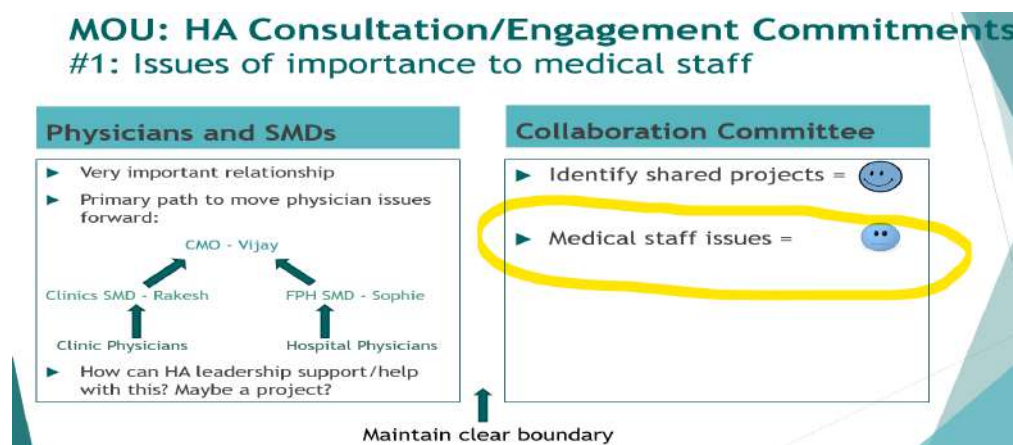 MOU: HA Consultation/Engagement Commitments
#1: Issues of importance to medical staff
Physicians and SMDs
Very important relationship
Primary path to move physician issues
forward:
CMO - Vijay
Clinics SMD - Rakesh
FPH SMD - Sophie
Clinic Physicians
Hospital Physicians
How can HA leadership support/help
with this? Maybe a project?
Collaboration Committee
Identify shared projects =
Medical staff issues =
Maintain clear boundary